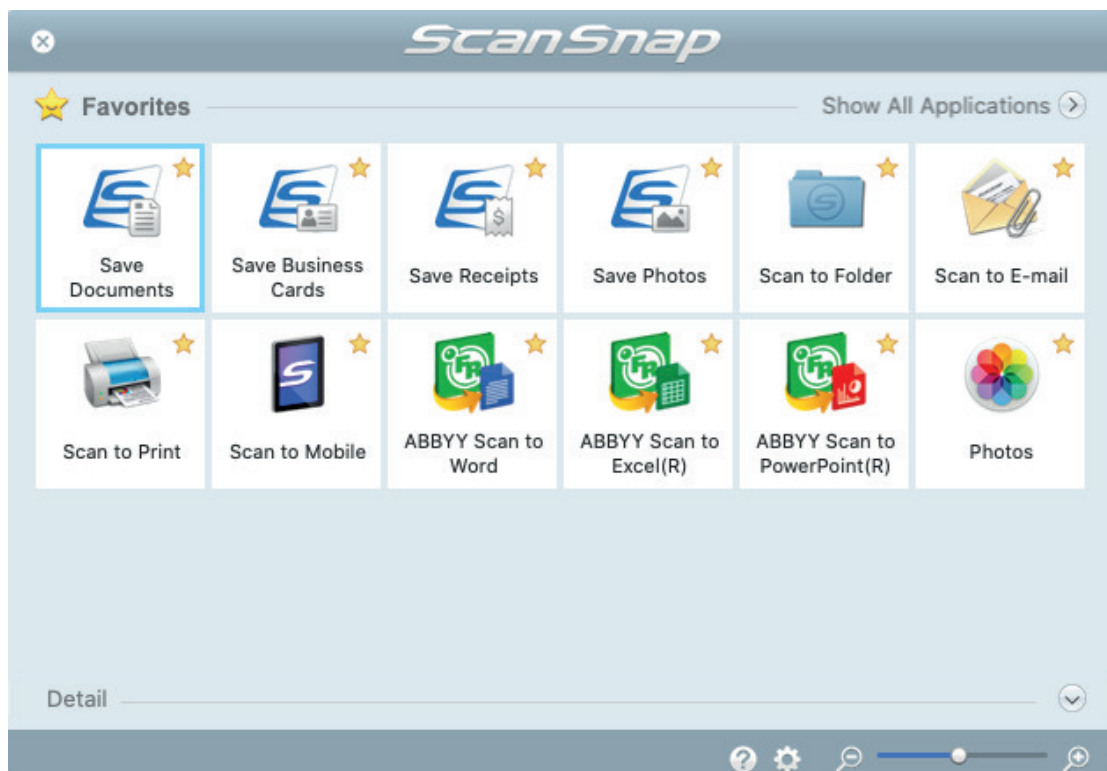 ScanSnap
Favorites
Show All Applications
Save
Documents
Save Business
Cards
Save Receipts
Save Photos
Scan to Folder
Scan to E-mail
Scan to Print
Scan to Mobile
ABBYY Scan to
Word
ABBYY Scan to
Excel(R)
ABBYY Scan to
PowerPoint(R)
Photos
Detail